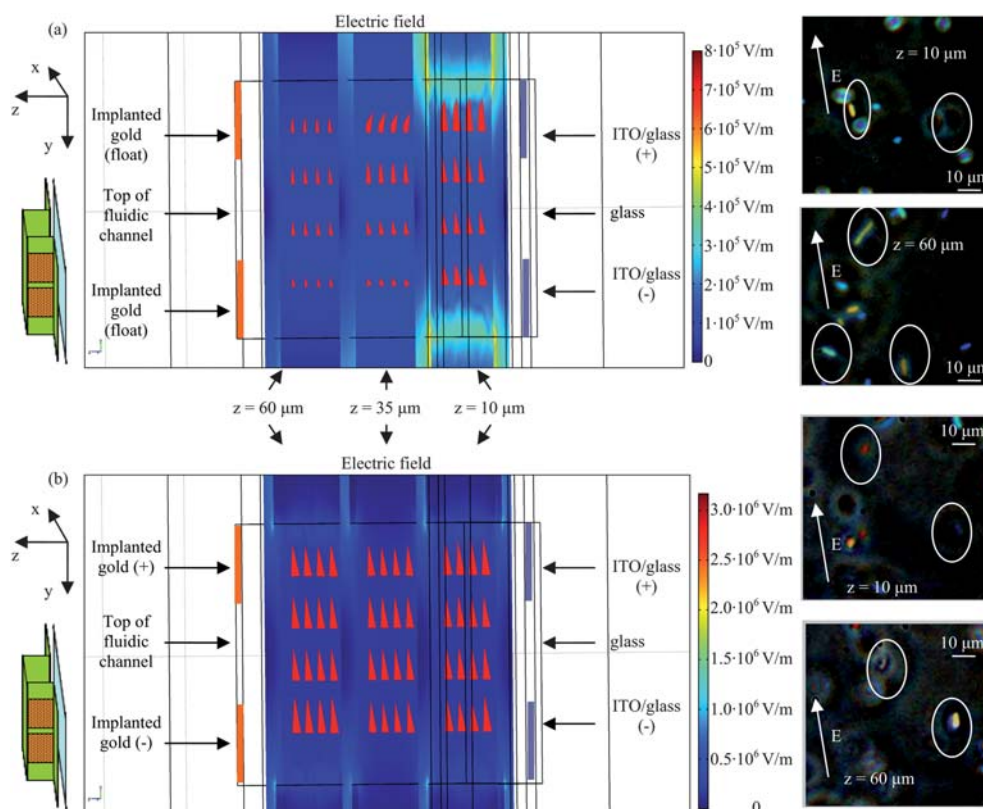 (a)
Electric field
x
z
y
Implanted
gold
(float)
Top of
fluidic
channel
Implanted
gold
(float)
ITO/glass
(+)
glass
ITO/glass
(-)
8·10⁵ V/m
7·10⁵ V/m
6·10⁵ V/m
5·10⁵ V/m
4·10⁵ V/m
3·10⁵ V/m
2·10⁵ V/m
1·10⁵ V/m
0
z = 10 µm
E
10 µm
z = 60 µm
E
10 µm
z = 60 µm
z = 35 µm
z = 10 µm
Electric field
(b)
x
z
y
Implanted
gold (+)
Top of
fluidic
channel
Implanted
gold (-)
ITO/glass
(+)
glass
ITO/glass
(-)
3.0·10⁶ V/m
2.5·10⁶ V/m
2.0·10⁶ V/m
1.5·10⁶ V/m
1.0·10⁶ V/m
0.5·10⁶ V/m
0
10 µm
E
z = 10 µm
10 µm
E
z = 60 µm